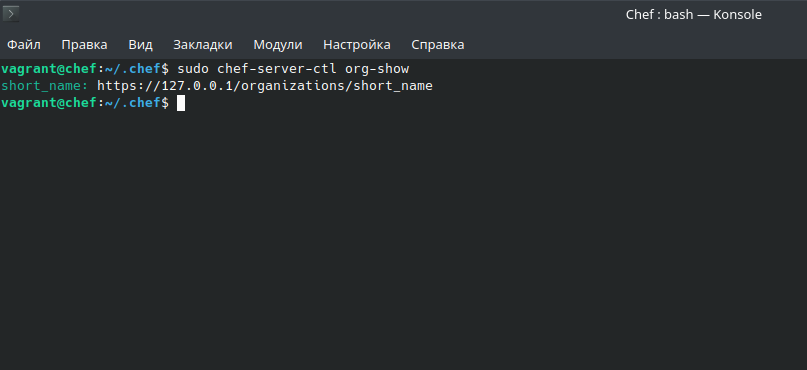 Chef : bash — Konsole
Файл Правка Вид Закладки Модули Настройка Справка
vagrant@chef:~/.chef$ sudo chef-server-ctl org-show
short_name: https://127.0.0.1/organizations/short_name
vagrant@chef:~/.chef$